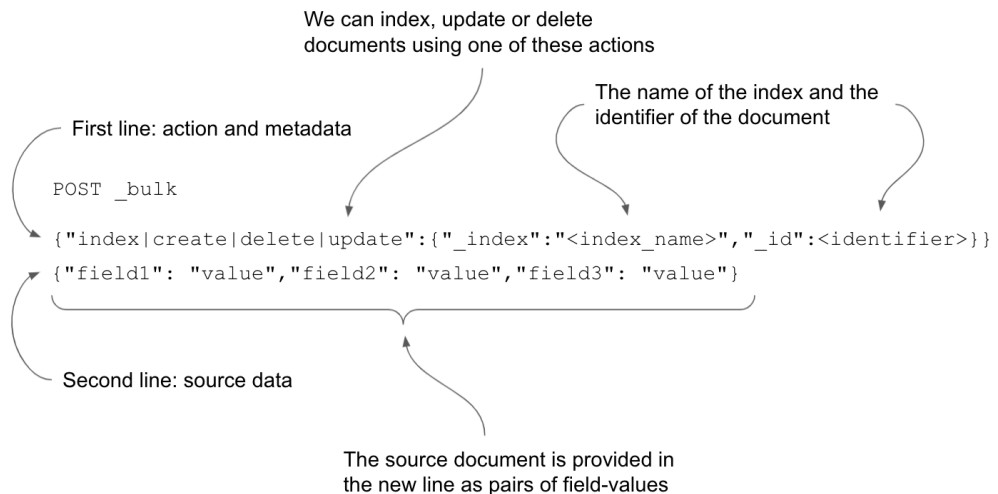 We can index, update or delete
documents using one of these actions
The name of the index and the
identifier of the document
First line: action and metadata
POST _bulk
{"index|create|delete|update":{"_index":"<index_name>","_id":<identifier>}}
{"field1": "value","field2": "value","field3": "value"}
Second line: source data
The source document is provided in
the new line as pairs of field-values